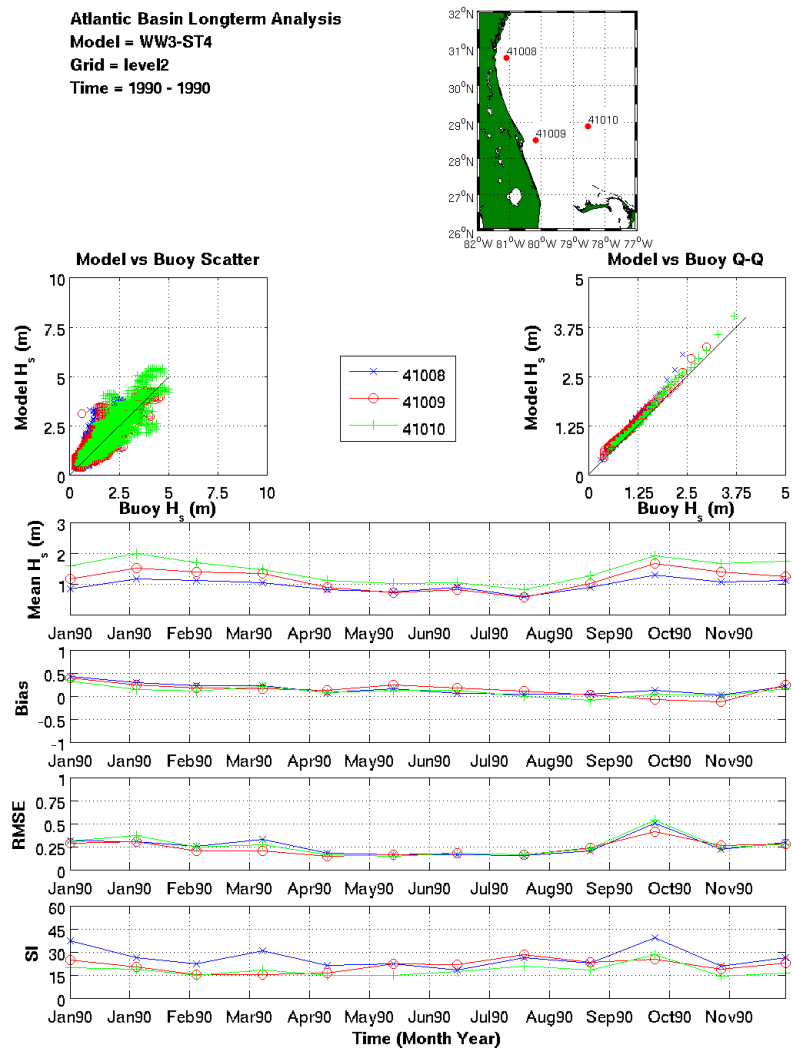 Atlantic Basin Longterm Analysis
Model = WW3-ST4
Grid = level2
Time = 1990 - 1990
32°N
31°N
30°N
29°N
28°N
27°N
26°N
82°W 81°W 80°W 79°W 78°W 77°W
41008
41009
41010
Model vs Buoy Scatter
Model Hs (m)
10
7.5
5
2.5
0
0 2.5 5 7.5 10
Buoy Hs (m)
41008
41009
41010
Model vs Buoy Q-Q
Model Hs (m)
5
3.75
2.5
1.25
0
0 1.25 2.5 3.75 5
Buoy Hs (m)
Mean Hs (m)
3
2
1
Jan90 Jan90 Feb90 Mar90 Apr90 May90 Jun90 Jul90 Aug90 Sep90 Oct90 Nov90
Bias
1
0.5
0
-0.5
-1
Jan90 Jan90 Feb90 Mar90 Apr90 May90 Jun90 Jul90 Aug90 Sep90 Oct90 Nov90
RMSE
1
0.75
0.5
0.25
0
Jan90 Jan90 Feb90 Mar90 Apr90 May90 Jun90 Jul90 Aug90 Sep90 Oct90 Nov90
SI
60
45
30
15
0
Jan90 Jan90 Feb90 Mar90 Apr90 May90 Jun90 Jul90 Aug90 Sep90 Oct90 Nov90
Time (Month Year)